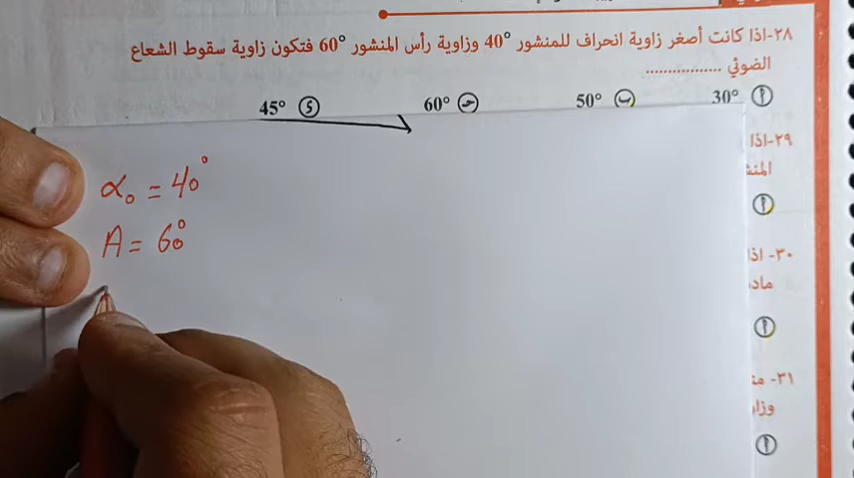 ٢٨-اذا كانت أصغر زاوية انحراف للمنشور 40° وزاوية رأس المنشور 60° فتكون زاوية سقوط الشعاع
الضوئي ................
أ 30° ب 50° جـ 60° د 45°
α₀ = 40°
A = 60°
٢٩-اذا
أ
٣٠- اذا
أ
٣١-
أ